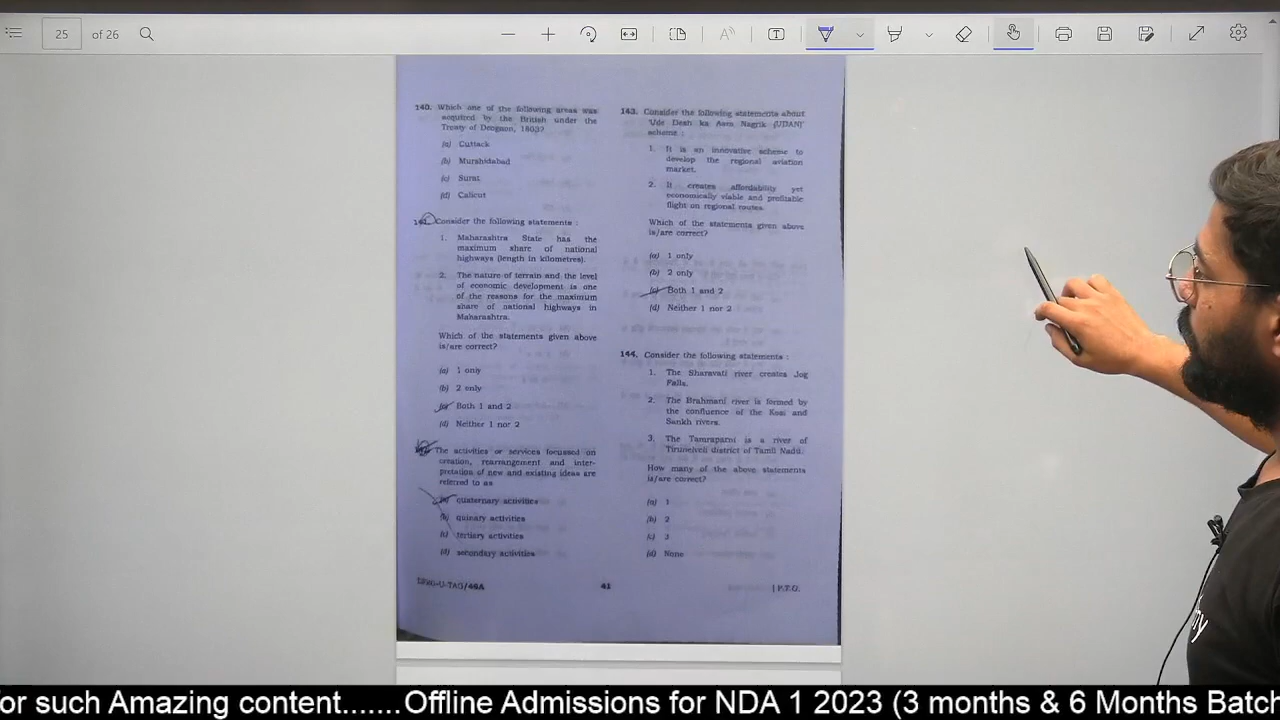 25 of 26
140. Which one of the following areas was
acquired by the British under the
Treaty of Deogaon, 1803?
(a) Cuttack
(b) Murshidabad
(c) Surat
(d) Calicut
141. Consider the following statements :
1. Maharashtra State has the
maximum share of national
highways (length in kilometres).
2. The nature of terrain and the level
of economic development is one
of the reasons for the maximum
share of national highways in
Maharashtra.
Which of the statements given above
is/are correct?
(a) 1 only
(b) 2 only
(c) Both 1 and 2
(d) Neither 1 nor 2
The activities or services focussed on
creation, rearrangement and inter-
pretation of new and existing ideas are
referred to as
(a) quaternary activities
(b) quinary activities
(c) tertiary activities
(d) secondary activities
143. Consider the following statements about
'Ude Desh ka Aam Nagrik (UDAN)'
scheme :
1. It is an innovative scheme to
develop the regional aviation
market.
2. It creates affordability yet
economically viable and profitable
flight on regional routes.
Which of the statements given above
is/are correct?
(a) 1 only
(b) 2 only
(c) Both 1 and 2
(d) Neither 1 nor 2
144. Consider the following statements :
1. The Sharavati river creates Jog
Falls.
2. The Brahmani river is formed by
the confluence of the Koel and
Sankh rivers.
3. The Tamraparni is a river of
Tirunelveli district of Tamil Nadu.
How many of the above statements
is/are correct?
(a) 1
(b) 2
(c) 3
(d) None
41
| P.T.O.
or such Amazing content.......Offline Admissions for NDA 1 2023 (3 months & 6 Months Batch